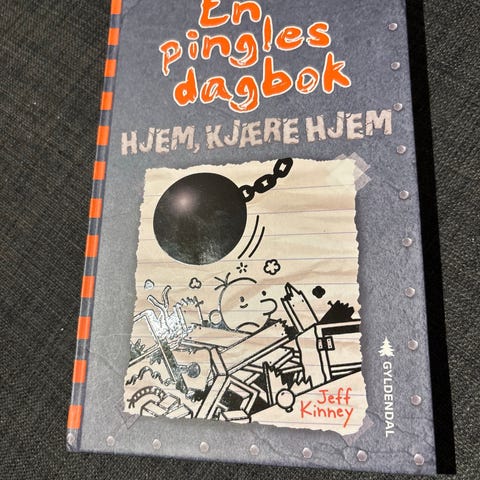 En
pingles
dagbok
HJEM, KJÆRE HJEM
Jeff
Kinney
GYLDENDAL